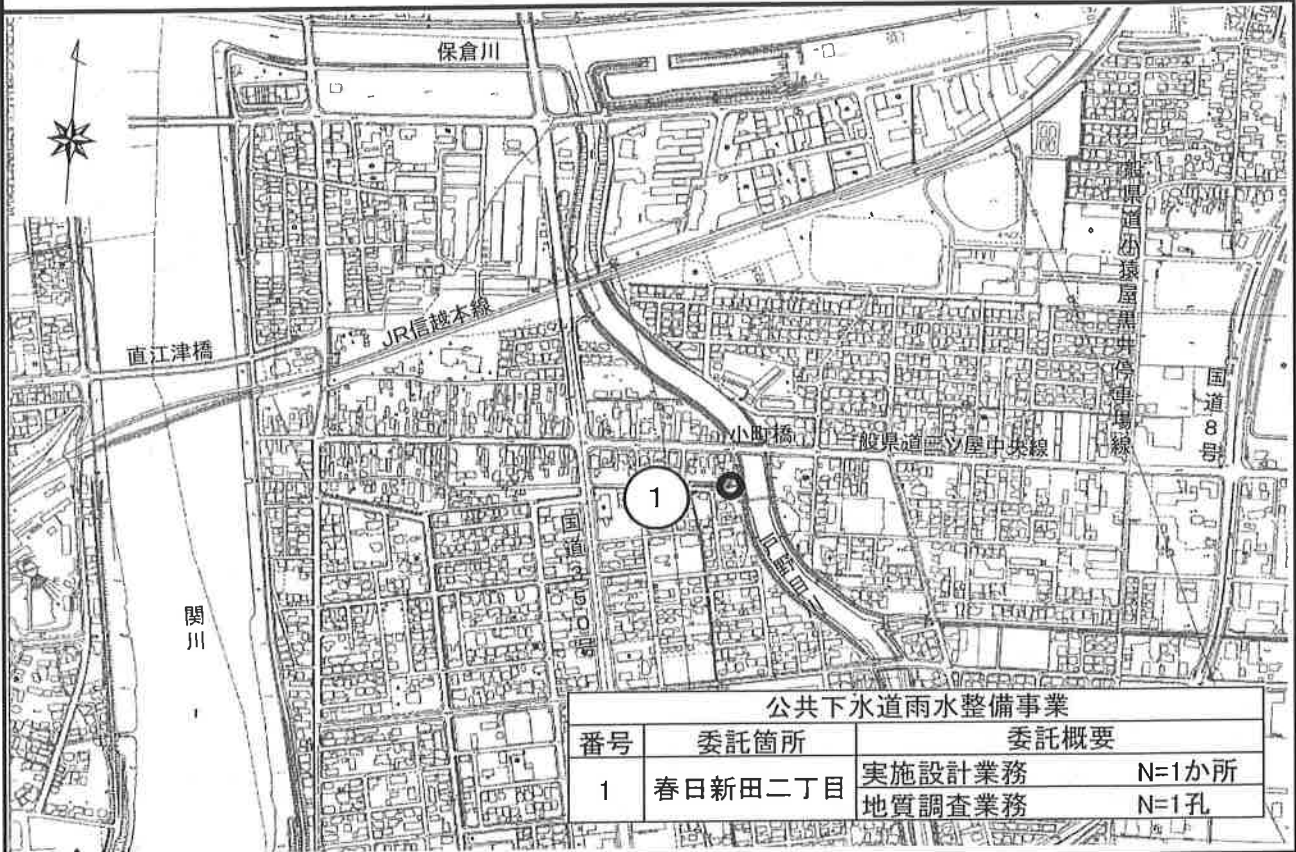 保倉川
一般県道小猿屋黒井停車場線
JR信越本線
直江津橋
国道8号
小町橋
一般県道三ツ屋中央線
1
国道350号
関川
公共下水道雨水整備事業
番号 委託箇所 委託概要
1 春日新田二丁目 実施設計業務 N=1か所
地質調査業務 N=1孔